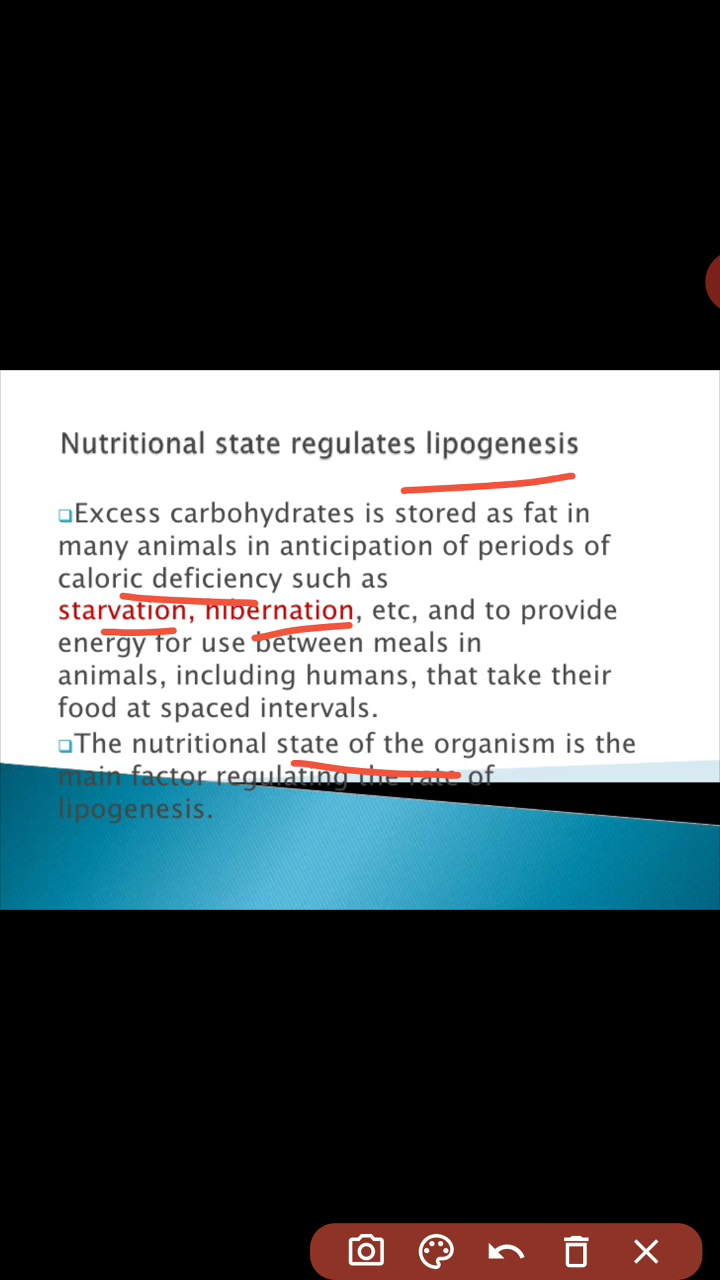 Nutritional state regulates lipogenesis
❑Excess carbohydrates is stored as fat in
many animals in anticipation of periods of
caloric deficiency such as
starvation, hibernation, etc, and to provide
energy for use between meals in
animals, including humans, that take their
food at spaced intervals.
❑The nutritional state of the organism is the
main factor regulating the rate of
lipogenesis.